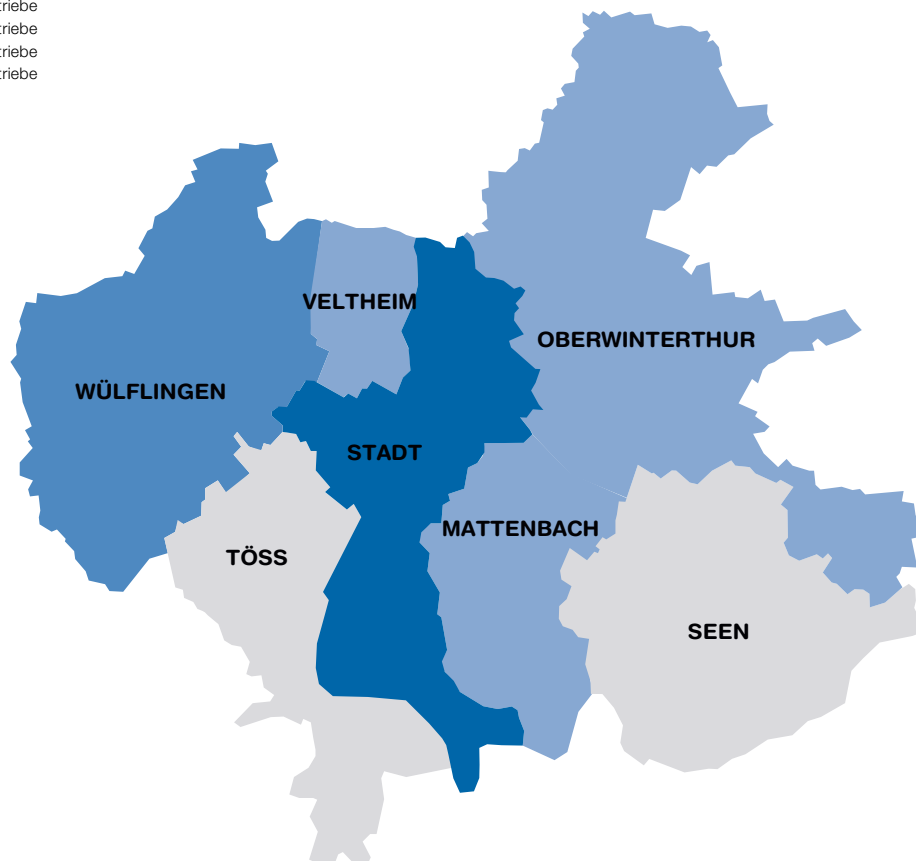 triebe
triebe
triebe
triebe
VELTHEIM
OBERWINTERTHUR
WÜLFLINGEN
STADT
MATTENBACH
TÖSS
SEEN